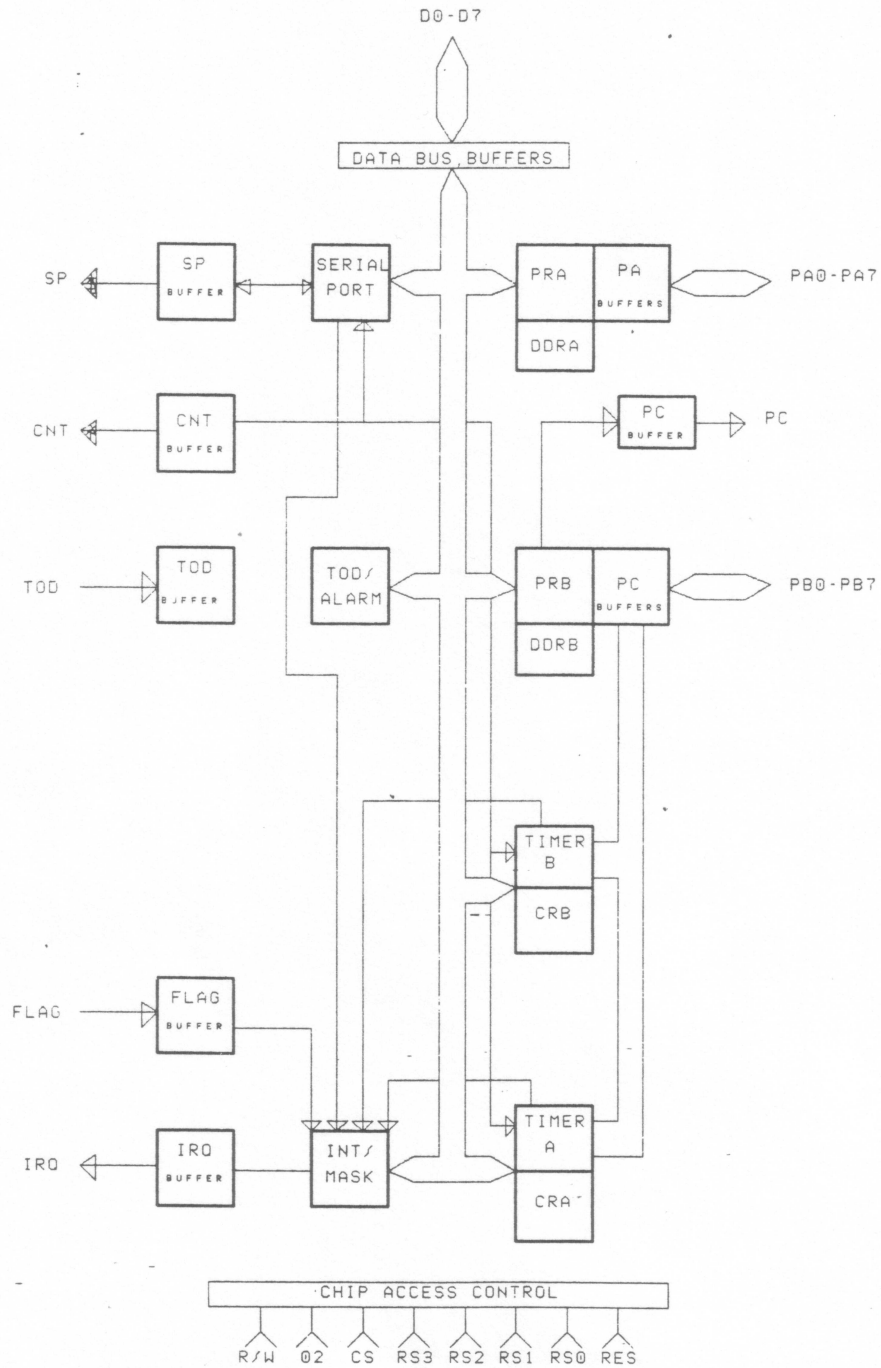 D0-D7
DATA BUS BUFFERS
SP
SP
BUFFER
SERIAL
PORT
PRA
PA
BUFFERS
PA0-PA7
DDRA
CNT
CNT
BUFFER
PC
BUFFER
PC
TOD
TOD
BUFFER
TOD/
ALARM
PRB
PC
BUFFERS
PB0-PB7
DDRB
TIMER
B
CRB
FLAG
FLAG
BUFFER
IRQ
IRQ
BUFFER
INT/
MASK
TIMER
A
CRA
CHIP ACCESS CONTROL
R/W 02 CS RS3 RS2 RS1 RS0 RES